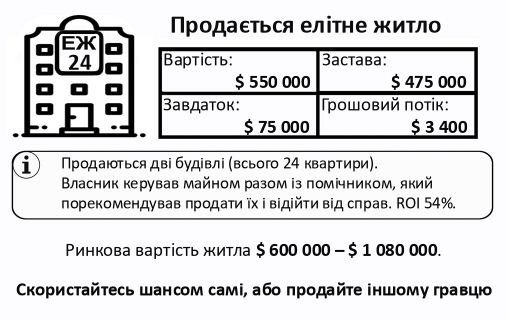 Продається елітне житло
ЕЖ
24
Вартість:
$ 550 000
Застава:
$ 475 000
Завдаток:
$ 75 000
Грошовий потік:
$ 3 400
i
Продаються дві будівлі (всього 24 квартири).
Власник керував майном разом із помічником, який
порекомендував продати їх і відійти від справ. ROI 54%.
Ринкова вартість житла $ 600 000 – $ 1 080 000.
Скористайтесь шансом самі, або продайте іншому гравцю